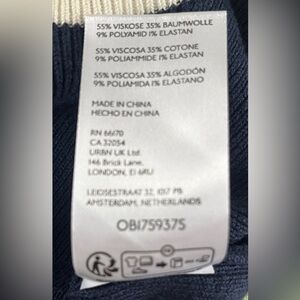 55% VISKOSE 35% BAUMWOLLE
9% POLYAMID 1% ELASTAN
55% VISCOSA 35% COTONE
9% POLIAMMIDE 1% ELASTAN
55% VISCOSA 35% ALGODÓN
9% POLIAMIDA 1% ELASTANO
MADE IN CHINA
HECHO EN CHINA
RN 66170
CA 32054
URBN UK Ltd.
146 Brick Lane,
LONDON, E1 6RU
LEIDSESTRAAT 32, 1017 PB
AMSTERDAM, NETHERLANDS
OB1759375